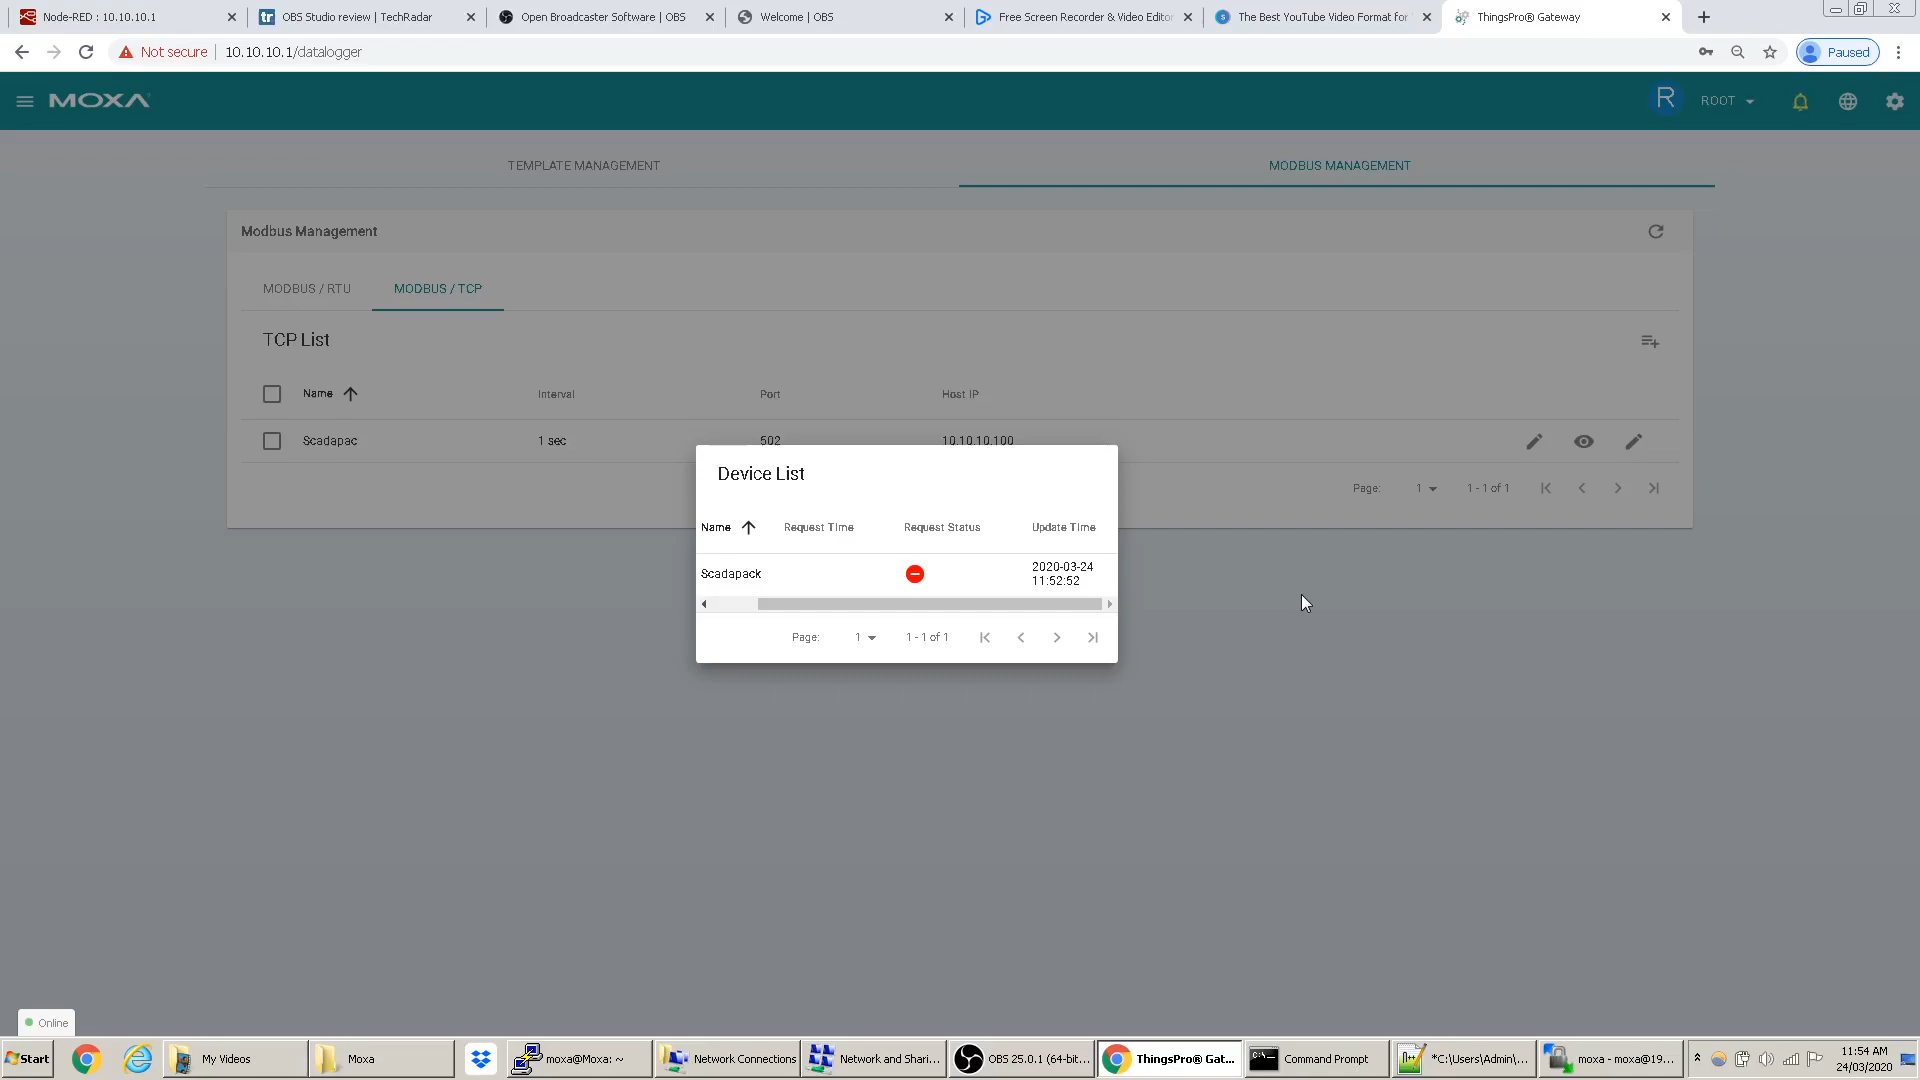 Node-RED : 10.10.10.1
OBS Studio review | TechRadar
Open Broadcaster Software | OBS
Welcome | OBS
Free Screen Recorder & Video Editor
The Best YouTube Video Format for
ThingsPro® Gateway
Not secure
10.10.10.1/datalogger
Paused
MOXA
R
ROOT
TEMPLATE MANAGEMENT
MODBUS MANAGEMENT
Modbus Management
MODBUS / RTU
MODBUS / TCP
TCP List
Name
Interval
Port
Host IP
Scadapac
1 sec
502
10.10.10.100
Page:
1
1 - 1 of 1
Device List
Name
Request Time
Request Status
Update Time
Scadapack
2020-03-24
11:52:52
Page:
1
1 - 1 of 1
Online
Start
My Videos
Moxa
moxa@Moxa: ~
Network Connections
Network and Shari...
OBS 25.0.1 (64-bit...
ThingsPro® Gat...
Command Prompt
*C:\Users\Admin\...
moxa - moxa@19...
11:54 AM
24/03/2020